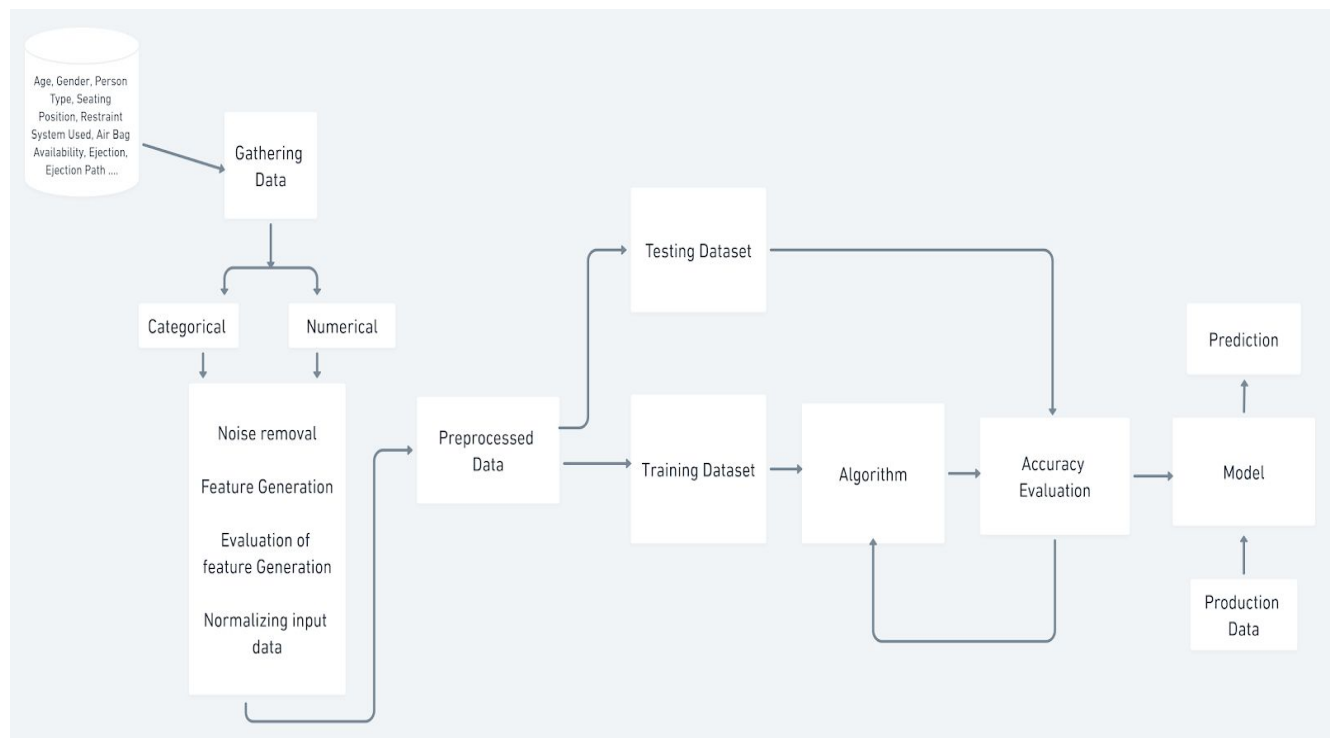 Age, Gender, Person
Type, Seating
Position, Restraint
System Used, Air Bag
Availability, Ejection,
Ejection Path ....
Gathering
Data
Categorical
Numerical
Noise removal
Feature Generation
Evaluation of
feature Generation
Normalizing input
data
Preprocessed
Data
Testing Dataset
Training Dataset
Algorithm
Accuracy
Evaluation
Prediction
Model
Production
Data